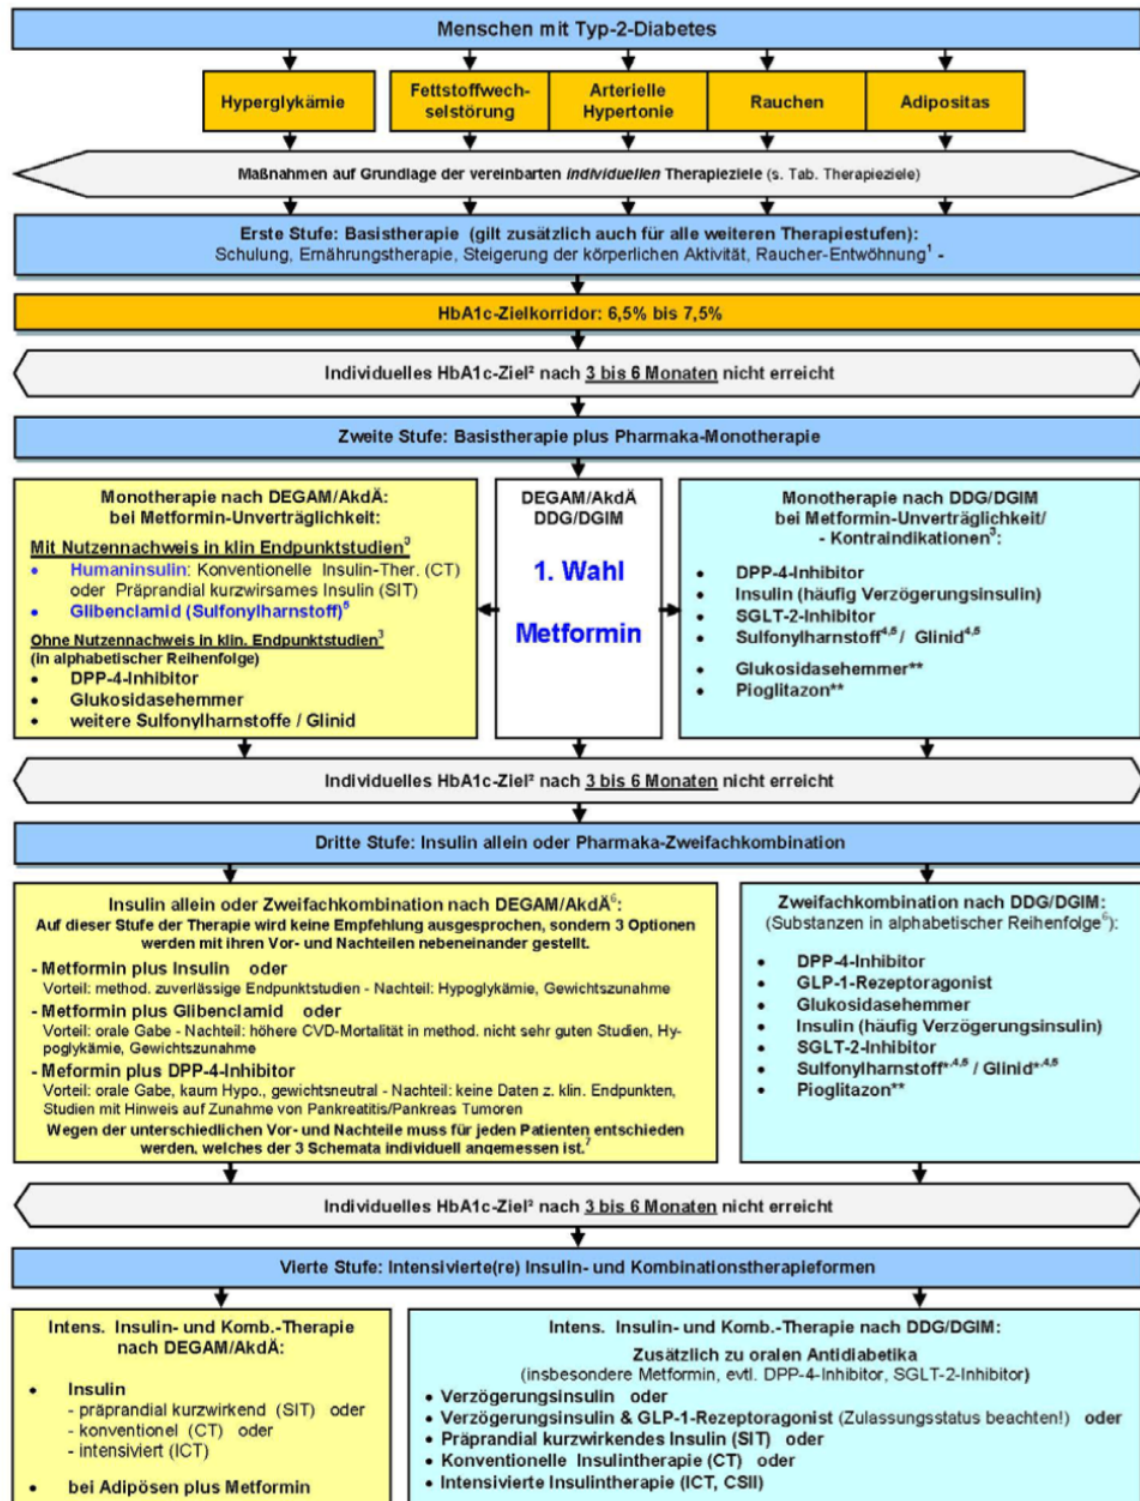 Menschen mit Typ-2-Diabetes
Hyperglykämie
Fettstoffwech-
selstörung
Arterielle
Hypertonie
Rauchen
Adipositas
Maßnahmen auf Grundlage der vereinbarten individuellen Therapieziele (s. Tab. Therapieziele)
Erste Stufe: Basistherapie (gilt zusätzlich auch für alle weiteren Therapiestufen):
Schulung, Ernährungstherapie, Steigerung der körperlichen Aktivität, Raucher-Entwöhnung¹ -
HbA1c-Zielkorridor: 6,5% bis 7,5%
Individuelles HbA1c-Ziel² nach 3 bis 6 Monaten nicht erreicht
Zweite Stufe: Basistherapie plus Pharmaka-Monotherapie
Monotherapie nach DEGAM/AkdÄ:
bei Metformin-Unverträglichkeit:
Mit Nutzennachweis in klin Endpunktstudien³
• Humaninsulin: Konventionelle Insulin-Ther. (CT)
oder Präprandial kurzwirsames Insulin (SIT)
• Glibenclamid (Sulfonylharnstoff)⁵
Ohne Nutzennachweis in klin. Endpunktstudien³
(in alphabetischer Reihenfolge)
• DPP-4-Inhibitor
• Glukosidasehemmer
• weitere Sulfonylharnstoffe / Glinid
DEGAM/AkdÄ
DDG/DGIM
1. Wahl
Metformin
Monotherapie nach DDG/DGIM
bei Metformin-Unverträglichkeit/
- Kontraindikationen³:
• DPP-4-Inhibitor
• Insulin (häufig Verzögerungsinsulin)
• SGLT-2-Inhibitor
• Sulfonylharnstoff⁴,⁵ / Glinid⁴,⁵
• Glukosidasehemmer**
• Pioglitazon**
Individuelles HbA1c-Ziel² nach 3 bis 6 Monaten nicht erreicht
Dritte Stufe: Insulin allein oder Pharmaka-Zweifachkombination
Insulin allein oder Zweifachkombination nach DEGAM/AkdÄ⁶:
Auf dieser Stufe der Therapie wird keine Empfehlung ausgesprochen, sondern 3 Optionen
werden mit ihren Vor- und Nachteilen nebeneinander gestellt.
- Metformin plus Insulin oder
Vorteil: method. zuverlässige Endpunktstudien - Nachteil: Hypoglykämie, Gewichtszunahme
- Metformin plus Glibenclamid oder
Vorteil: orale Gabe - Nachteil: höhere CVD-Mortalität in method. nicht sehr guten Studien, Hy-
poglykämie, Gewichtszunahme
- Meformin plus DPP-4-Inhibitor
Vorteil: orale Gabe, kaum Hypo., gewichtsneutral - Nachteil: keine Daten z. klin. Endpunkten,
Studien mit Hinweis auf Zunahme von Pankreatitis/Pankreas Tumoren
Wegen der unterschiedlichen Vor- und Nachteile muss für jeden Patienten entschieden
werden, welches der 3 Schemata individuell angemessen ist.⁷
Zweifachkombination nach DDG/DGIM:
(Substanzen in alphabetischer Reihenfolge⁶):
• DPP-4-Inhibitor
• GLP-1-Rezeptoragonist
• Glukosidasehemmer
• Insulin (häufig Verzögerungsinsulin)
• SGLT-2-Inhibitor
• Sulfonylharnstoff*,⁴,⁵ / Glinid*,⁴,⁵
• Pioglitazon**
Individuelles HbA1c-Ziel² nach 3 bis 6 Monaten nicht erreicht
Vierte Stufe: Intensivierte(re) Insulin- und Kombinationstherapieformen
Intens. Insulin- und Komb.-Therapie
nach DEGAM/AkdÄ:
• Insulin
- präprandial kurzwirkend (SIT) oder
- konventionel (CT) oder
- intensiviert (ICT)
• bei Adipösen plus Metformin
Intens. Insulin- und Komb.-Therapie nach DDG/DGIM:
Zusätzlich zu oralen Antidiabetika
(insbesondere Metformin, evtl. DPP-4-Inhibitor, SGLT-2-Inhibitor)
• Verzögerungsinsulin oder
• Verzögerungsinsulin & GLP-1-Rezeptoragonist (Zulassungsstatus beachten!) oder
• Präprandial kurzwirkendes Insulin (SIT) oder
• Konventionelle Insulintherapie (CT) oder
• Intensivierte Insulintherapie (ICT, CSII)